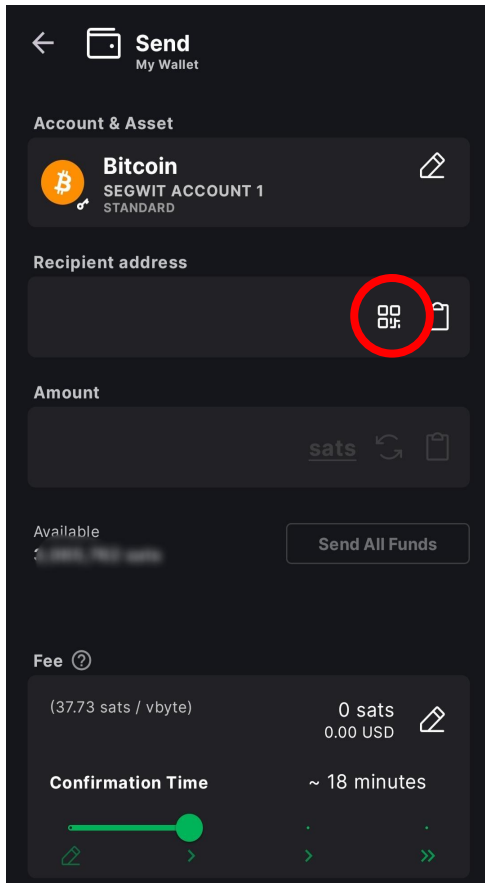 Send
My Wallet
Account & Asset
Bitcoin
SEGWIT ACCOUNT 1
STANDARD
Recipient address
Amount
sats
Available
Send All Funds
Fee
(37.73 sats / vbyte)
0 sats
0.00 USD
Confirmation Time
~ 18 minutes